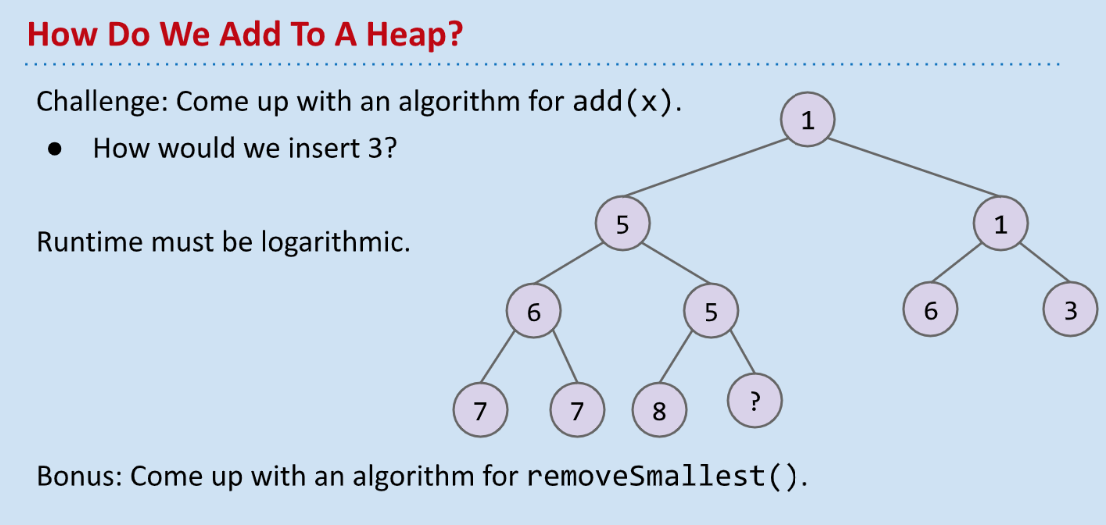 How Do We Add To A Heap?
Challenge: Come up with an algorithm for add(x).
● How would we insert 3?
Runtime must be logarithmic.
1
5 1
6 5 6 3
7 7 8 ?
Bonus: Come up with an algorithm for removeSmallest().